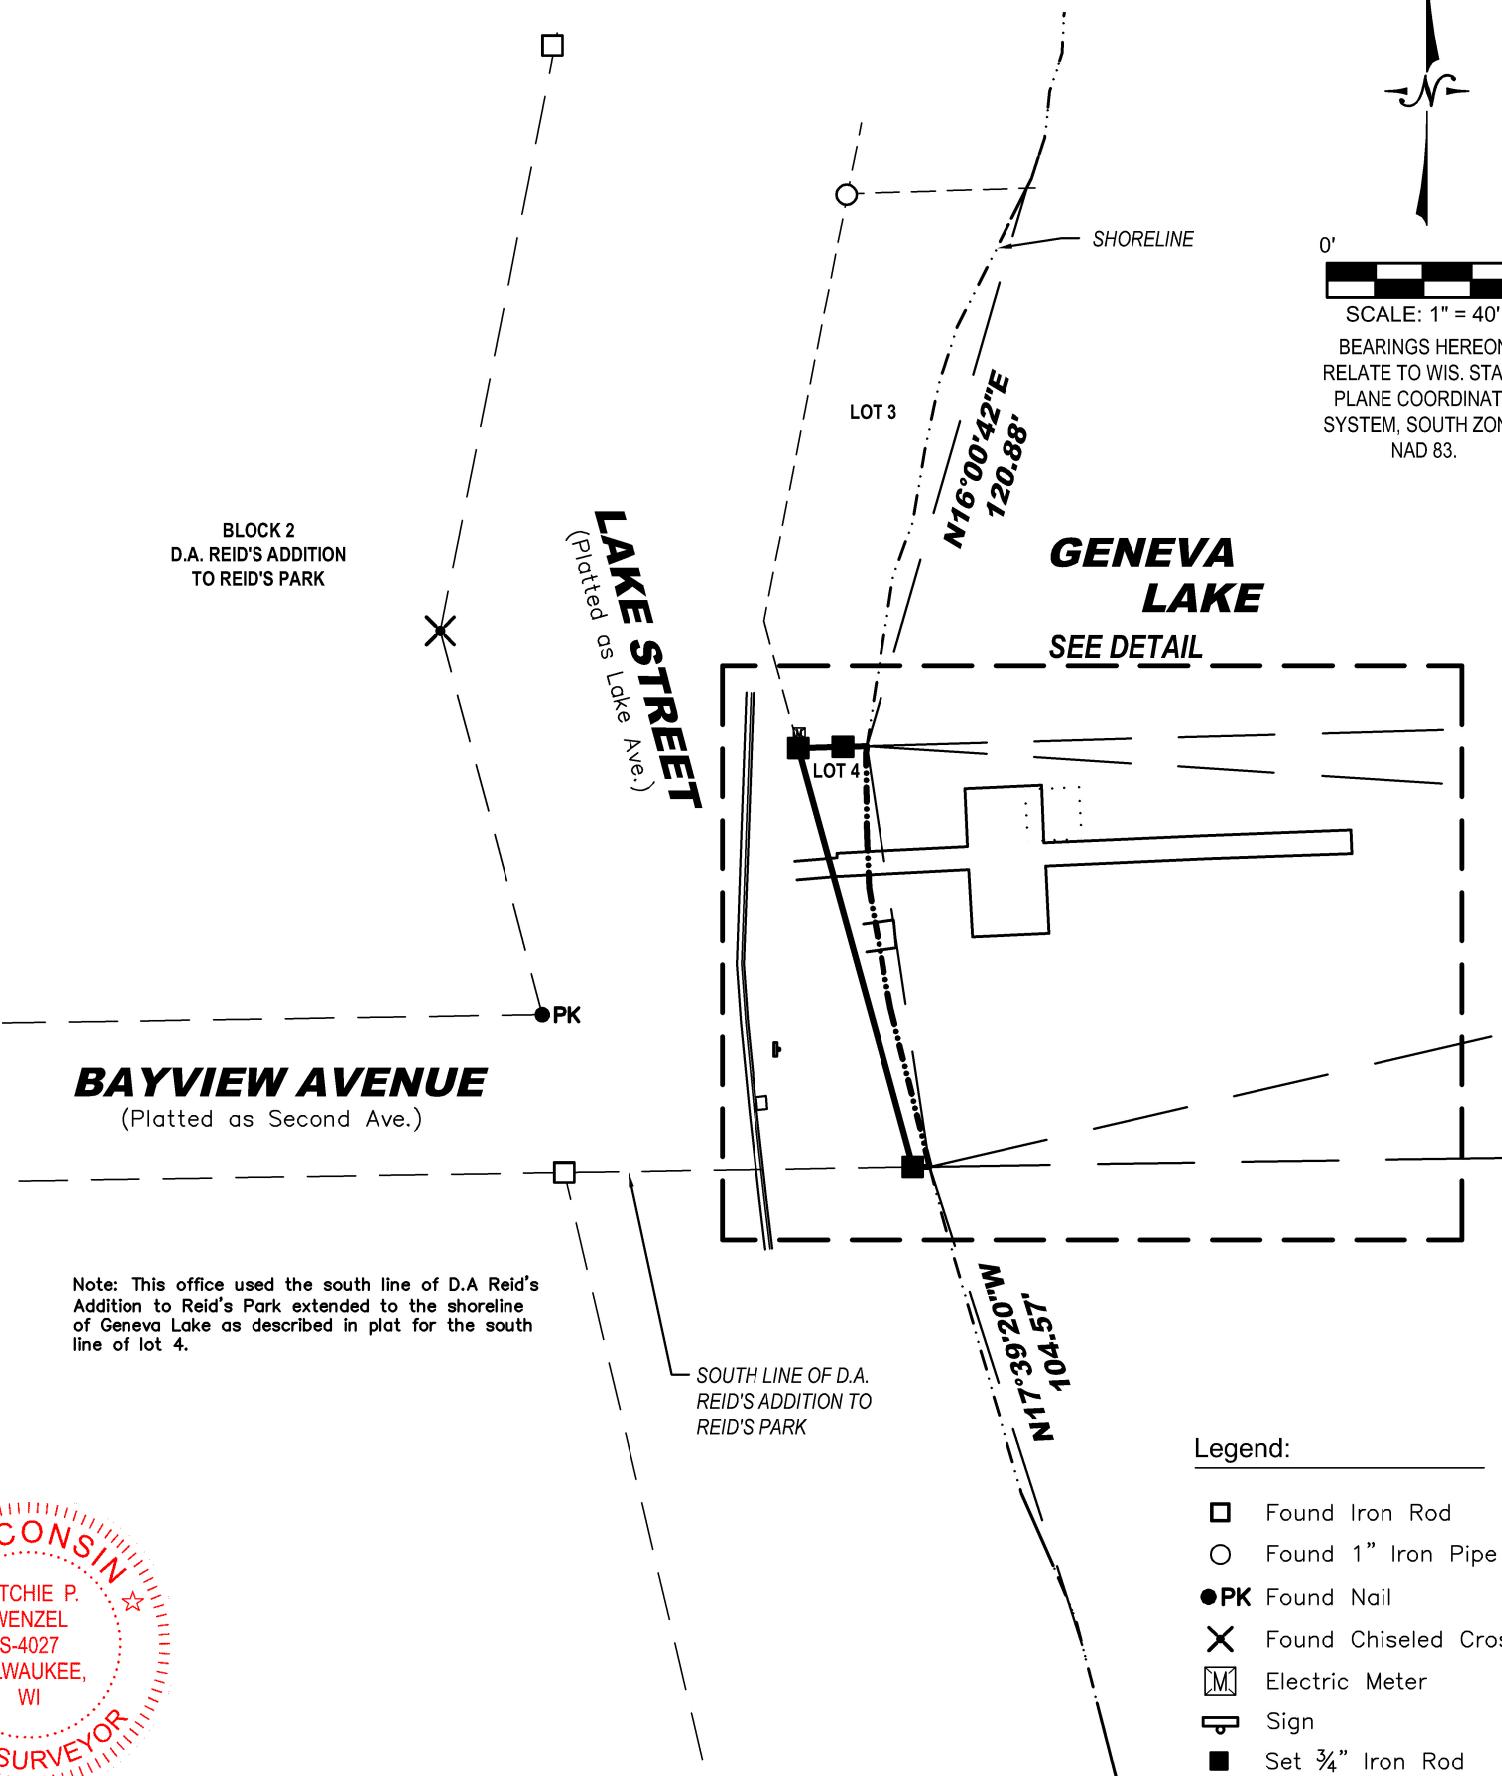 N
SHORELINE
0'
SCALE: 1" = 40'
BEARINGS HEREON
RELATE TO WIS. STA
PLANE COORDINAT
SYSTEM, SOUTH ZON
NAD 83.
LOT 3
N16°00'42"E
120.88'
BLOCK 2
D.A. REID'S ADDITION
TO REID'S PARK
LAKE STREET
(Platted as Lake Ave.)
GENEVA
LAKE
SEE DETAIL
M
LOT 4
PK
BAYVIEW AVENUE
(Platted as Second Ave.)
Note: This office used the south line of D.A Reid's
Addition to Reid's Park extended to the shoreline
of Geneva Lake as described in plat for the south
line of lot 4.
N17°39'20"W
104.57'
SOUTH LINE OF D.A.
REID'S ADDITION TO
REID'S PARK
Legend:
Found Iron Rod
Found 1" Iron Pipe
PK Found Nail
Found Chiseled Cros
M Electric Meter
Sign
Set ¾" Iron Rod
CONSIN
TCHIE P.
WENZEL
S-4027
LWAUKEE,
WI
SURVEYOR